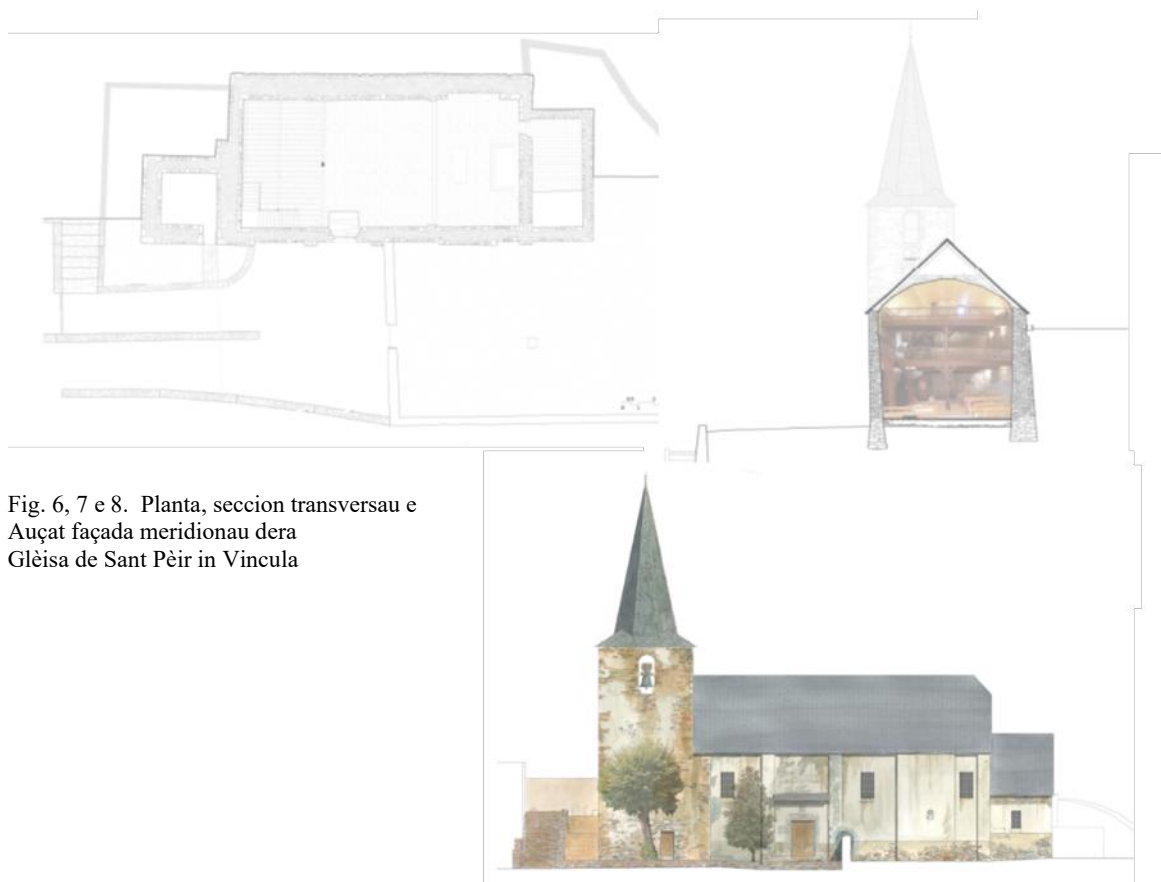 Fig. 6, 7 e 8. Planta, seccion transversau e
Auçat façada meridionau dera
Glèisa de Sant Pèir in Vincula